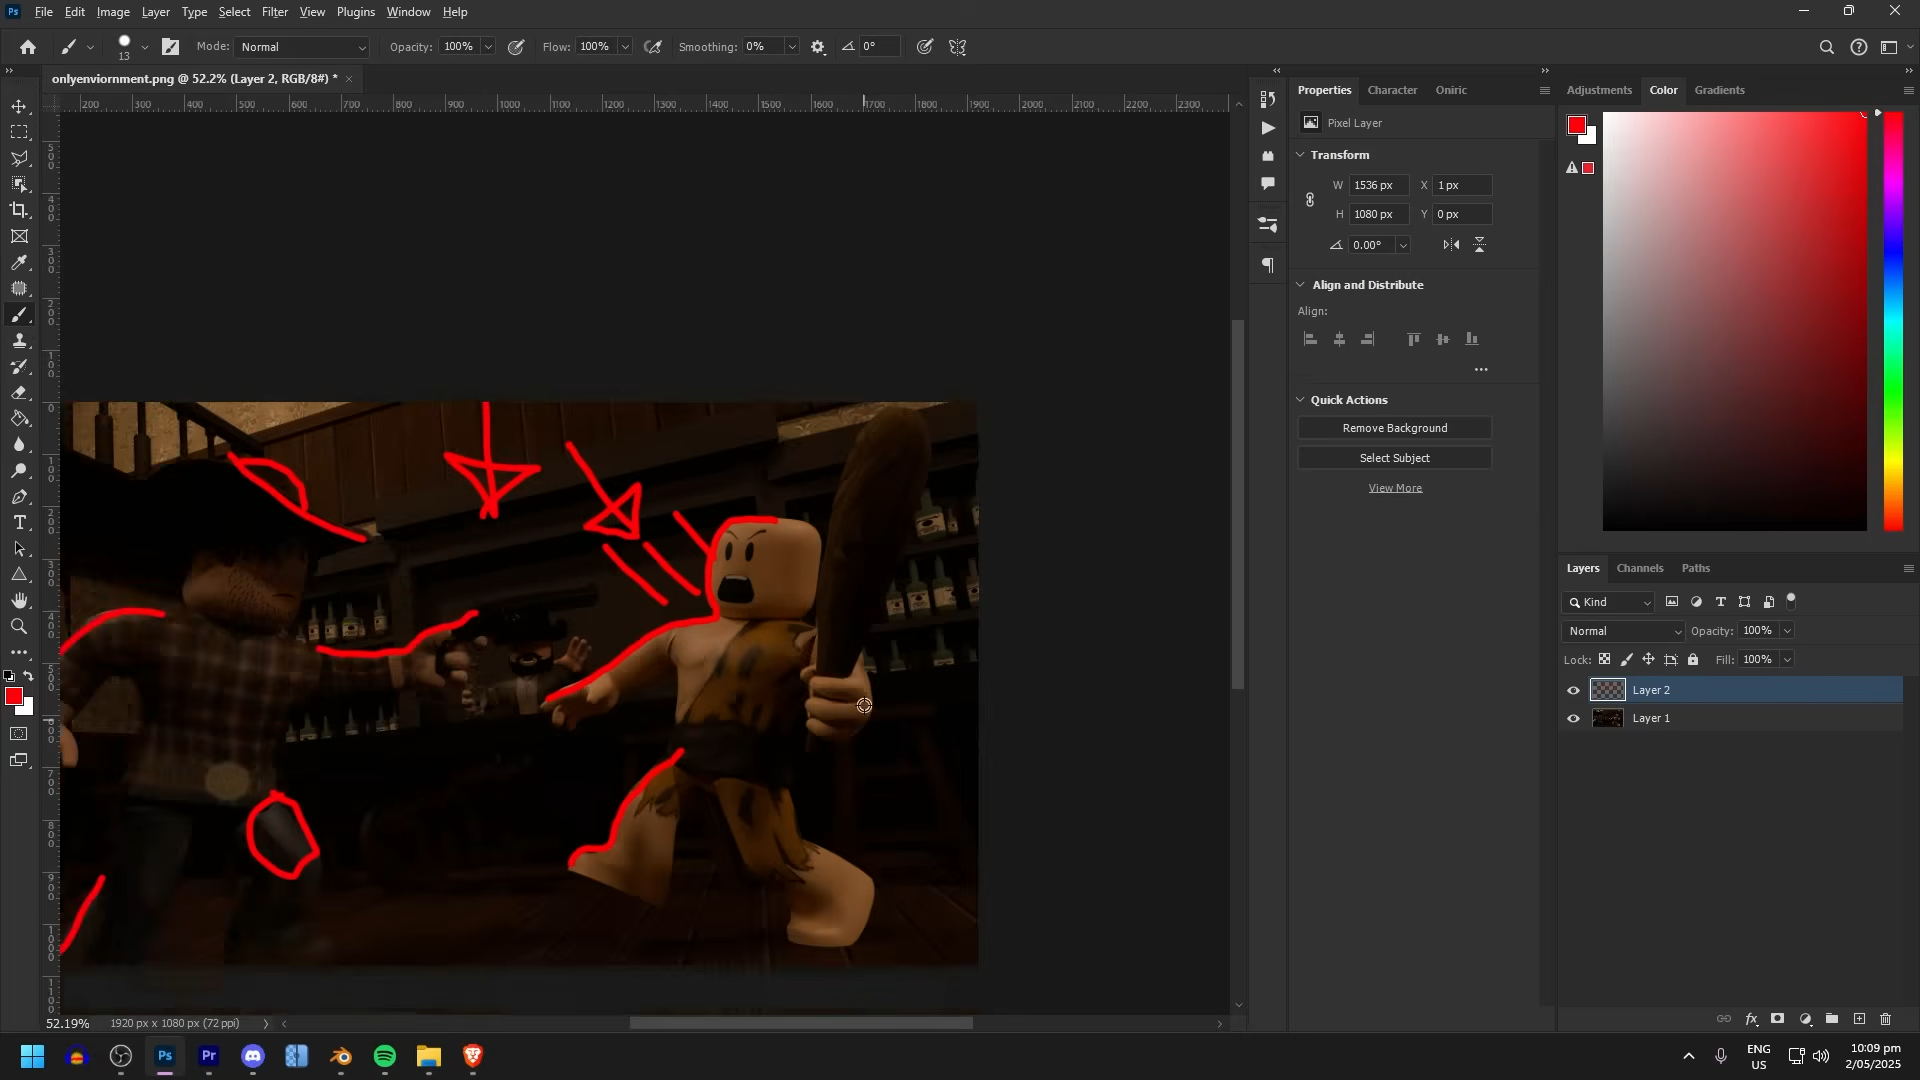 Ps File Edit Image Layer Type Select Filter View Plugins Window Help
13 Mode: Normal Opacity: 100% Flow: 100% Smoothing: 0% 0°
onlyenviornment.png @ 52.2% (Layer 2, RGB/8#) *
200 300 400 500 600 700 800 900 1000 1100 1200 1300 1400 1500 1600 1700 1800 1900 2000 2100 2200 2300
Properties Character Oniric
Pixel Layer
Transform
W 1536 px X 1 px
H 1080 px Y 0 px
0.00°
Align and Distribute
Align:
Quick Actions
Remove Background
Select Subject
View More
Adjustments Color Gradients
Layers Channels Paths
Kind
Normal Opacity: 100%
Lock: Fill: 100%
Layer 2
Layer 1
52.19% 1920 px x 1080 px (72 ppi)
Ps Pr
ENG
US
10:09 pm
2/05/2025